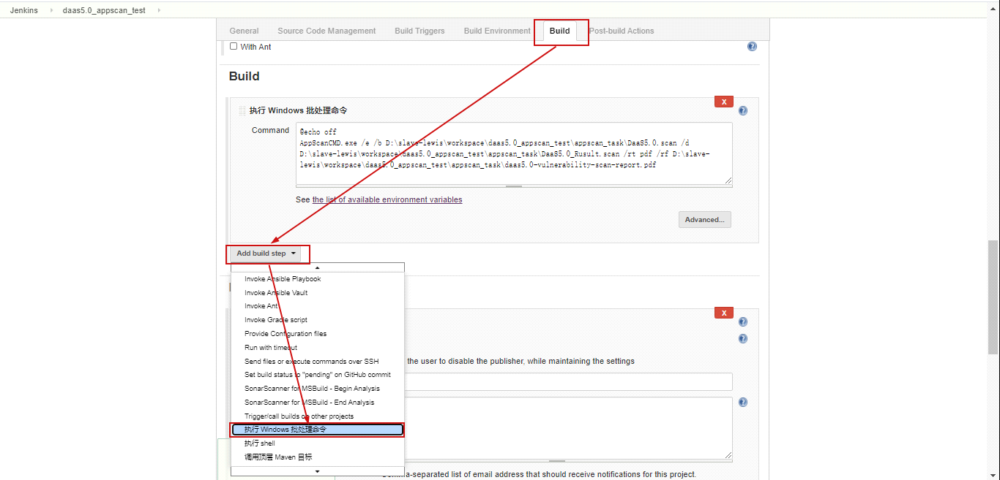 Jenkins daas5.0_appscan_test
General Source Code Management Build Triggers Build Environment Build Post-build Actions
With Ant
Build
X
执行 Windows 批处理命令
Command
@echo off
AppScanCMD.exe /e /b D:\slave-lewis\workspace\daas5.0_appscan_test\appscan_task\DaaS5.0.scan /d
D:\slave-lewis\workspace\daas5.0_appscan_test\appscan_task\DaaS5.0_Rusult.scan /rt pdf /rf D:\slave-
lewis\workspace\daas5.0_appscan_test\appscan_task\daas5.0-vulnerability-scan-report.pdf
See the list of available environment variables
Advanced...
Add build step
Invoke Ansible Playbook
Invoke Ansible Vault
Invoke Ant
X
Invoke Gradle script
Provide Configuration files
Run with timeout
Send files or execute commands over SSH
the user to disable the publisher, while maintaining the settings
Set build status to "pending" on GitHub commit
SonarScanner for MSBuild - Begin Analysis
SonarScanner for MSBuild - End Analysis
Trigger/call builds on other projects
执行 Windows 批处理命令
执行 shell
调用顶层 Maven 目标
-separated list of email address that should receive notifications for this project.